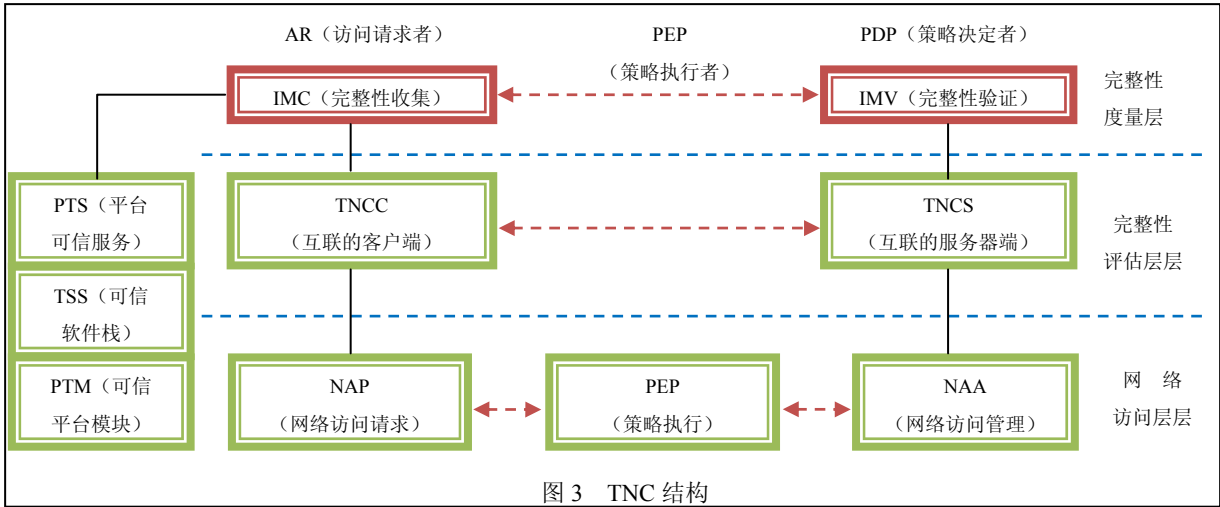 AR（访问请求者）
PEP
（策略执行者）
PDP（策略决定者）
IMC（完整性收集）
IMV（完整性验证）
完整性
度量层
PTS（平台
可信服务）
TNCC
（互联的客户端）
TNCS
（互联的服务器端）
完整性
评估层层
TSS（可信
软件栈）
PTM（可信
平台模块）
NAP
（网络访问请求）
PEP
（策略执行）
NAA
（网络访问管理）
网 络
访问层层
图 3 TNC 结构